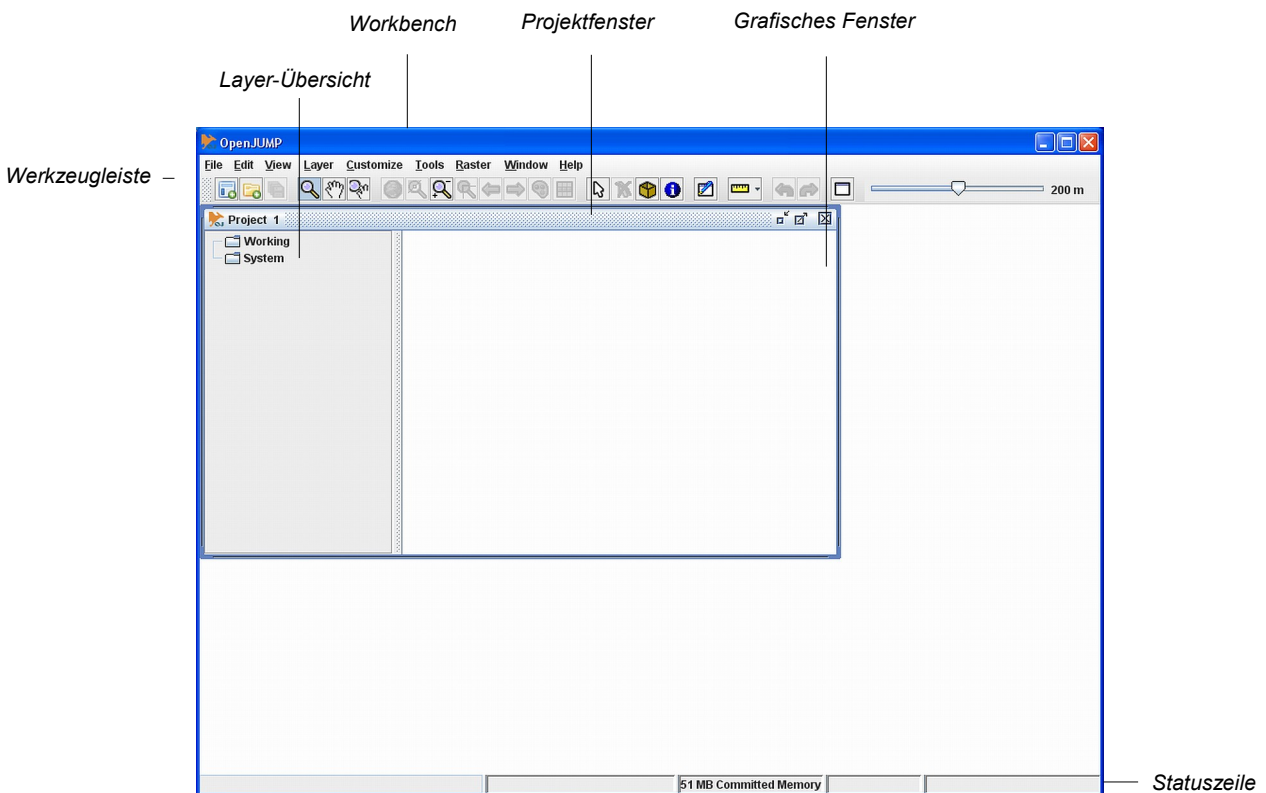 Workbench
Projektfenster
Grafisches Fenster
Layer-Übersicht
OpenJUMP
File Edit View Layer Customize Tools Raster Window Help
Werkzeugleiste
200 m
Project 1
Working
System
51 MB Committed Memory
Statuszeile